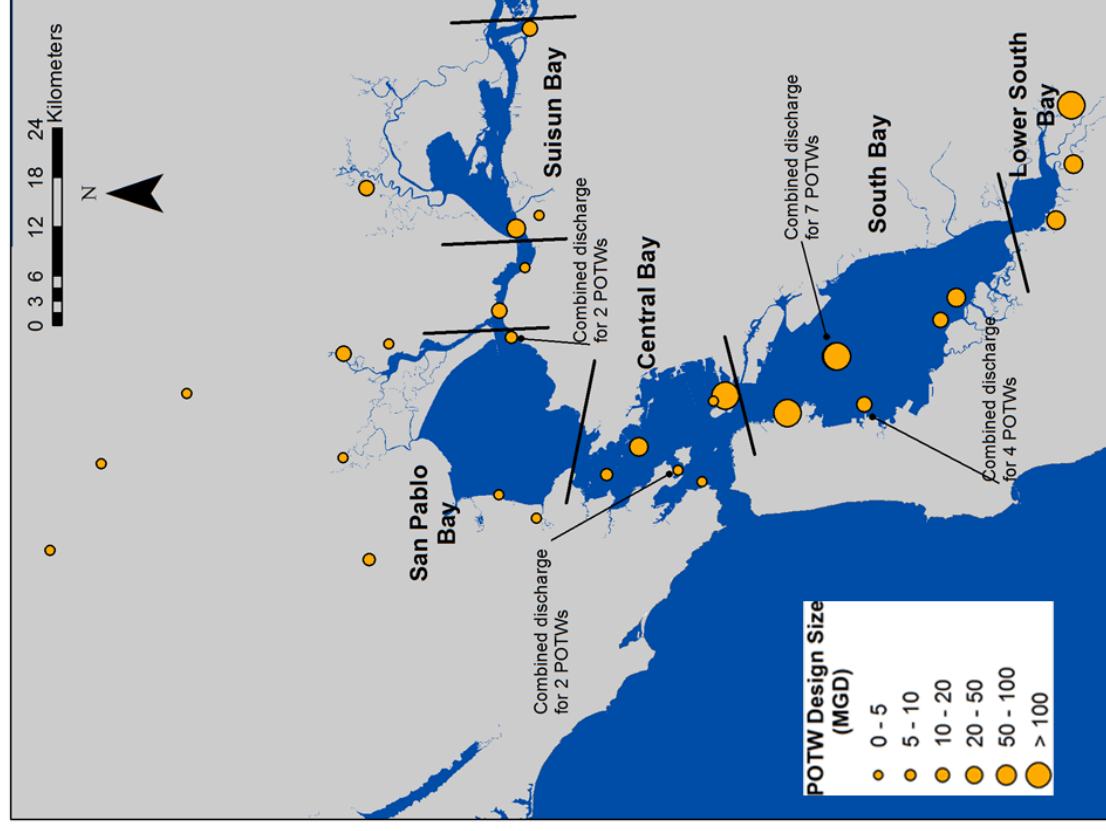 0 3 6 12 18 24
Kilometers
N
Suisun Bay
Combined discharge
for 2 POTWs
San Pablo
Bay
Central Bay
Combined discharge
for 2 POTWs
Combined discharge
for 7 POTWs
South Bay
Lower South
Bay
Combined discharge
for 4 POTWs
POTW Design Size
(MGD)
0 - 5
5 - 10
10 - 20
20 - 50
50 - 100
> 100